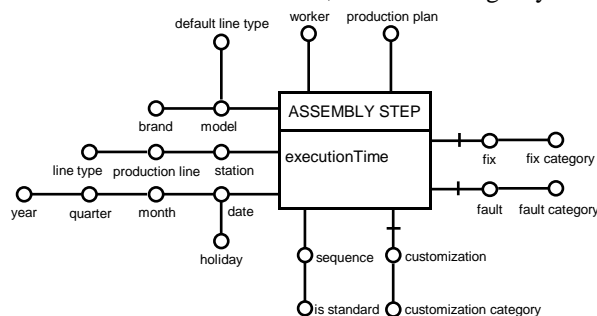 default line type
worker
production plan
ASSEMBLY STEP
brand
model
executionTime
fix
fix category
line type
production line
station
fault
fault category
year
quarter
month
date
holiday
sequence
customization
is standard
customization category